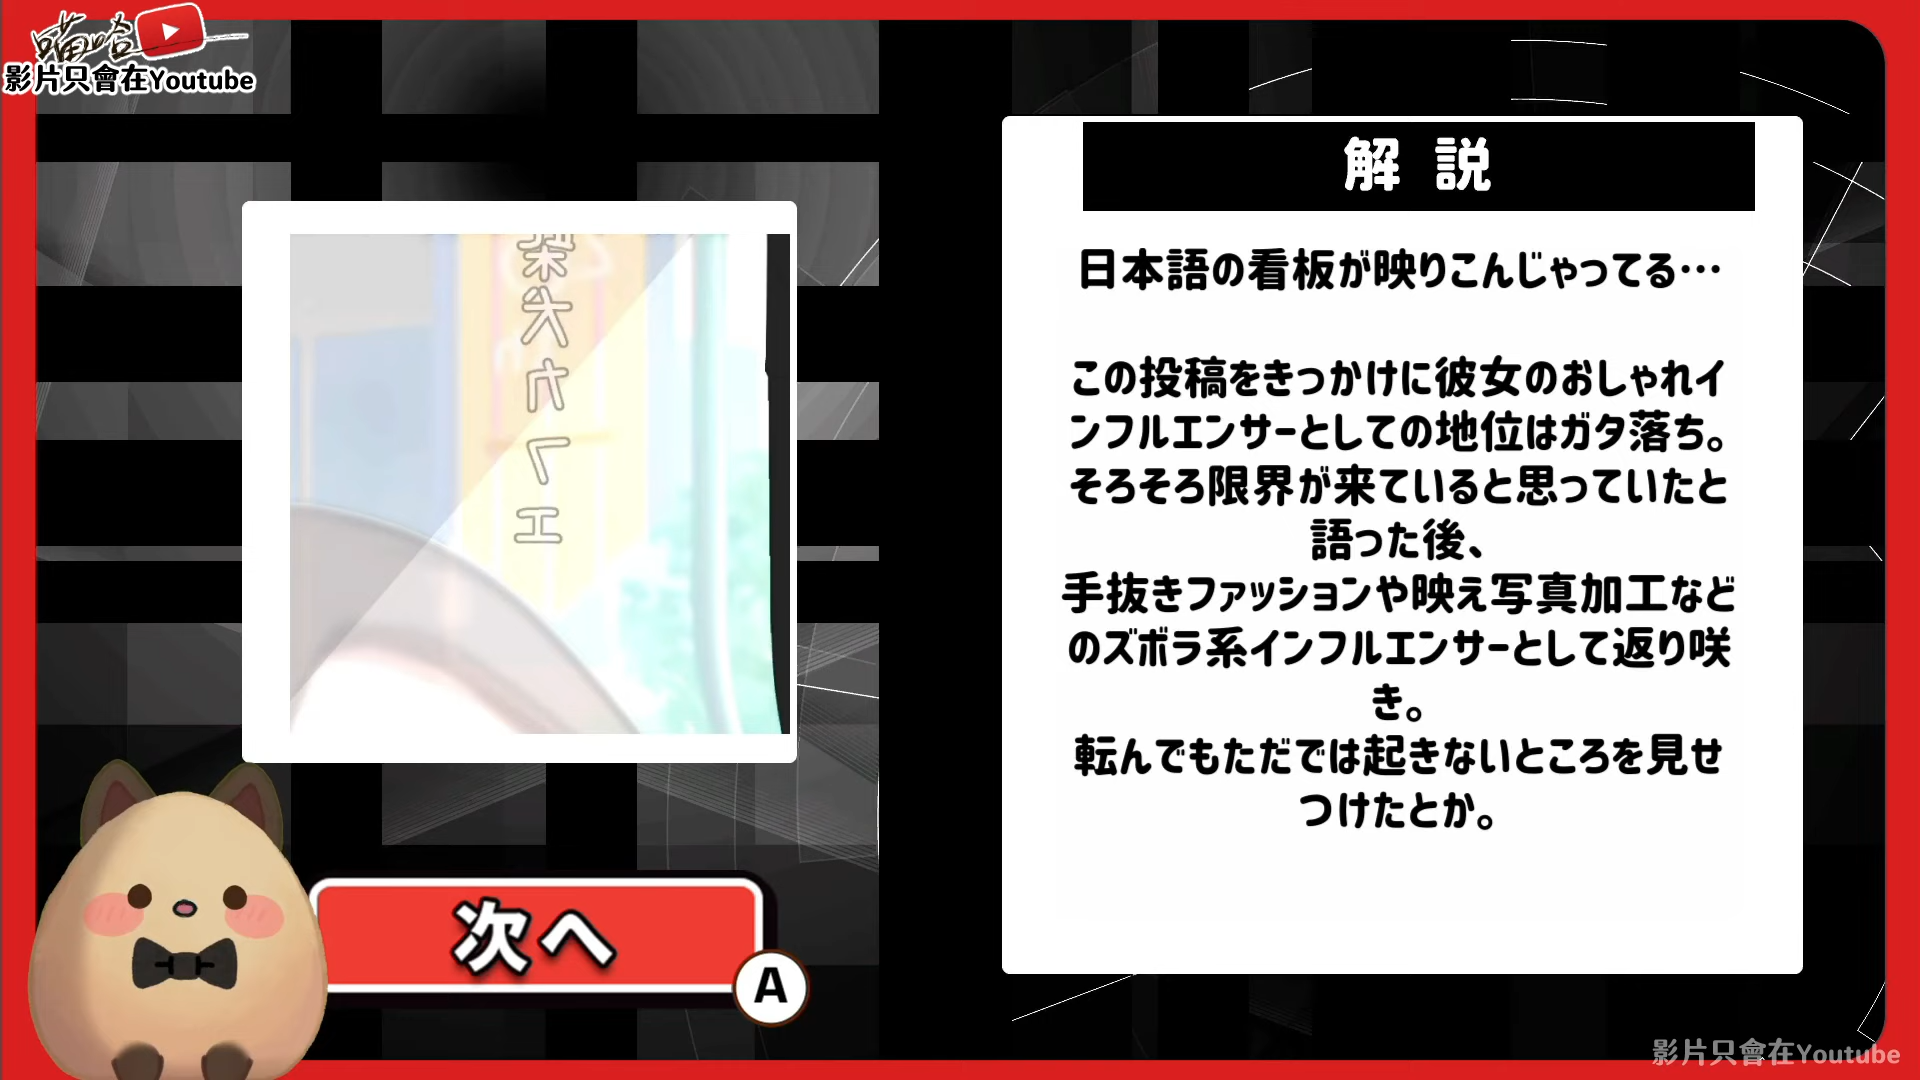 喵哈
影片只會在Youtube
解説
日本語の看板が映りこんじゃってる…
この投稿をきっかけに彼女のおしゃれイ
ンフルエンサーとしての地位はガタ落ち。
そろそろ限界が来ていると思っていたと
語った後、
手抜きファッションや映え写真加工など
のズボラ系インフルエンサーとして返り咲
き。
転んでもただでは起きないところを見せ
つけたとか。
柴犬カフェ
次へ
A
影片只會在Youtube